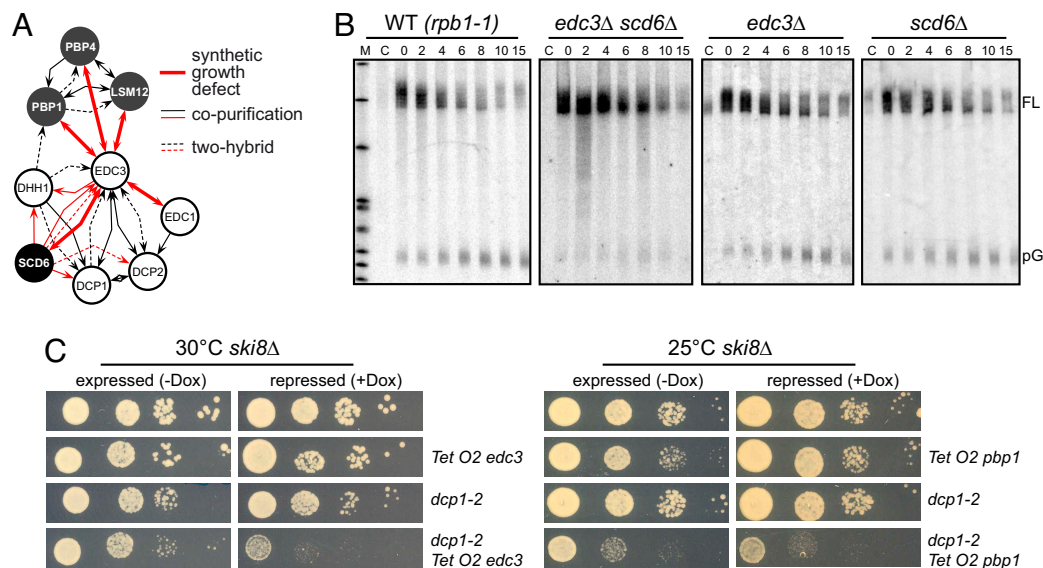 A
PBP4
LSM12
PBP1
EDC3
DHH1
EDC1
SCD6
DCP2
DCP1
synthetic
growth
defect
co-purification
two-hybrid
B
WT (rpb1-1)
edc3Δ scd6Δ
edc3Δ
scd6Δ
M C 0 2 4 6 8 10 15
C 0 2 4 6 8 10 15
C 0 2 4 6 8 10 15
C 0 2 4 6 8 10 15
FL
pG
C
30°C ski8Δ
expressed (-Dox)
repressed (+Dox)
Tet O2 edc3
dcp1-2
dcp1-2
Tet O2 edc3
25°C ski8Δ
expressed (-Dox)
repressed (+Dox)
Tet O2 pbp1
dcp1-2
dcp1-2
Tet O2 pbp1